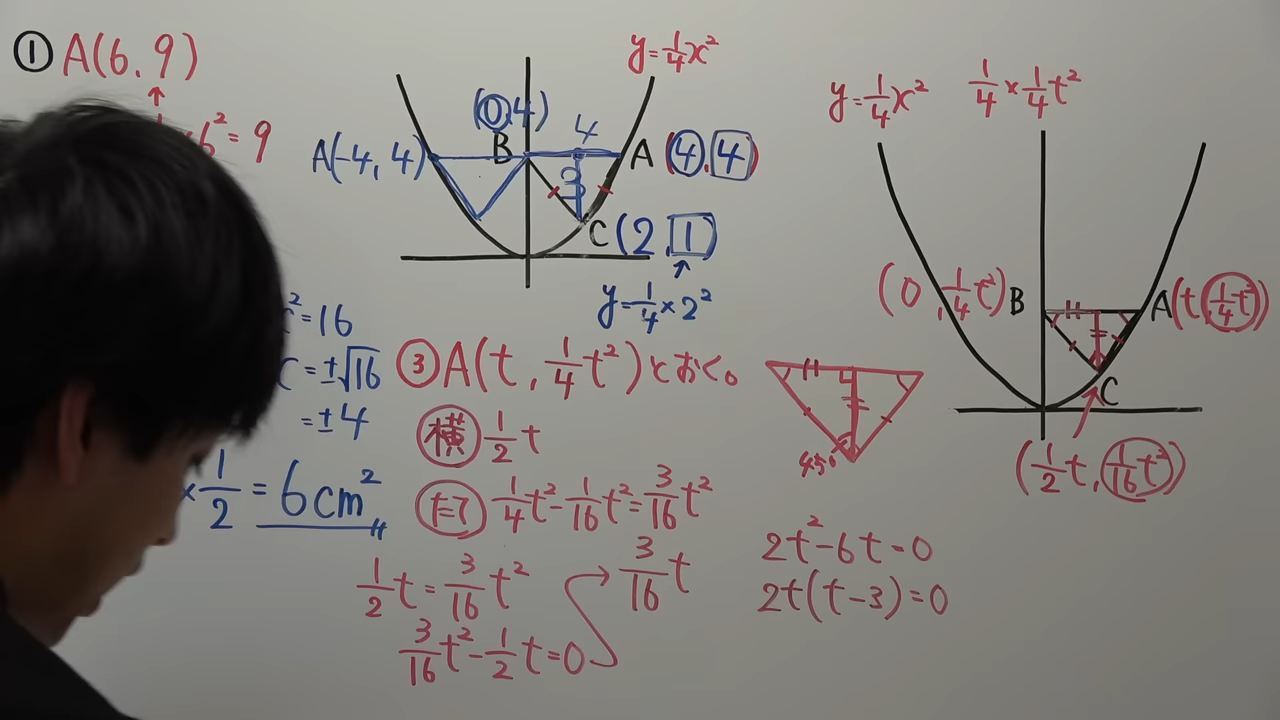 ① A(6, 9)
↑
6² = 9
²=16
= ±√16
= ±4
× 1/2 = 6cm²
y=1/4x²
(0,4)
B
4
A(-4, 4)
A (4, 4)
3
C (2, 1)
↑
y=1/4×2²
③ A(t, 1/4t²)とおく。
横 1/2t
たて 1/4t²-1/16t²=3/16t²
1/2t=3/16t²
3/16t²-1/2t=0
3/16t
45°
y=1/4x²
1/4×1/4t²
(0, 1/4t²) B
A(t, 1/4t²)
C
(1/2t, 1/16t²)
2t²-6t=0
2t(t-3)=0